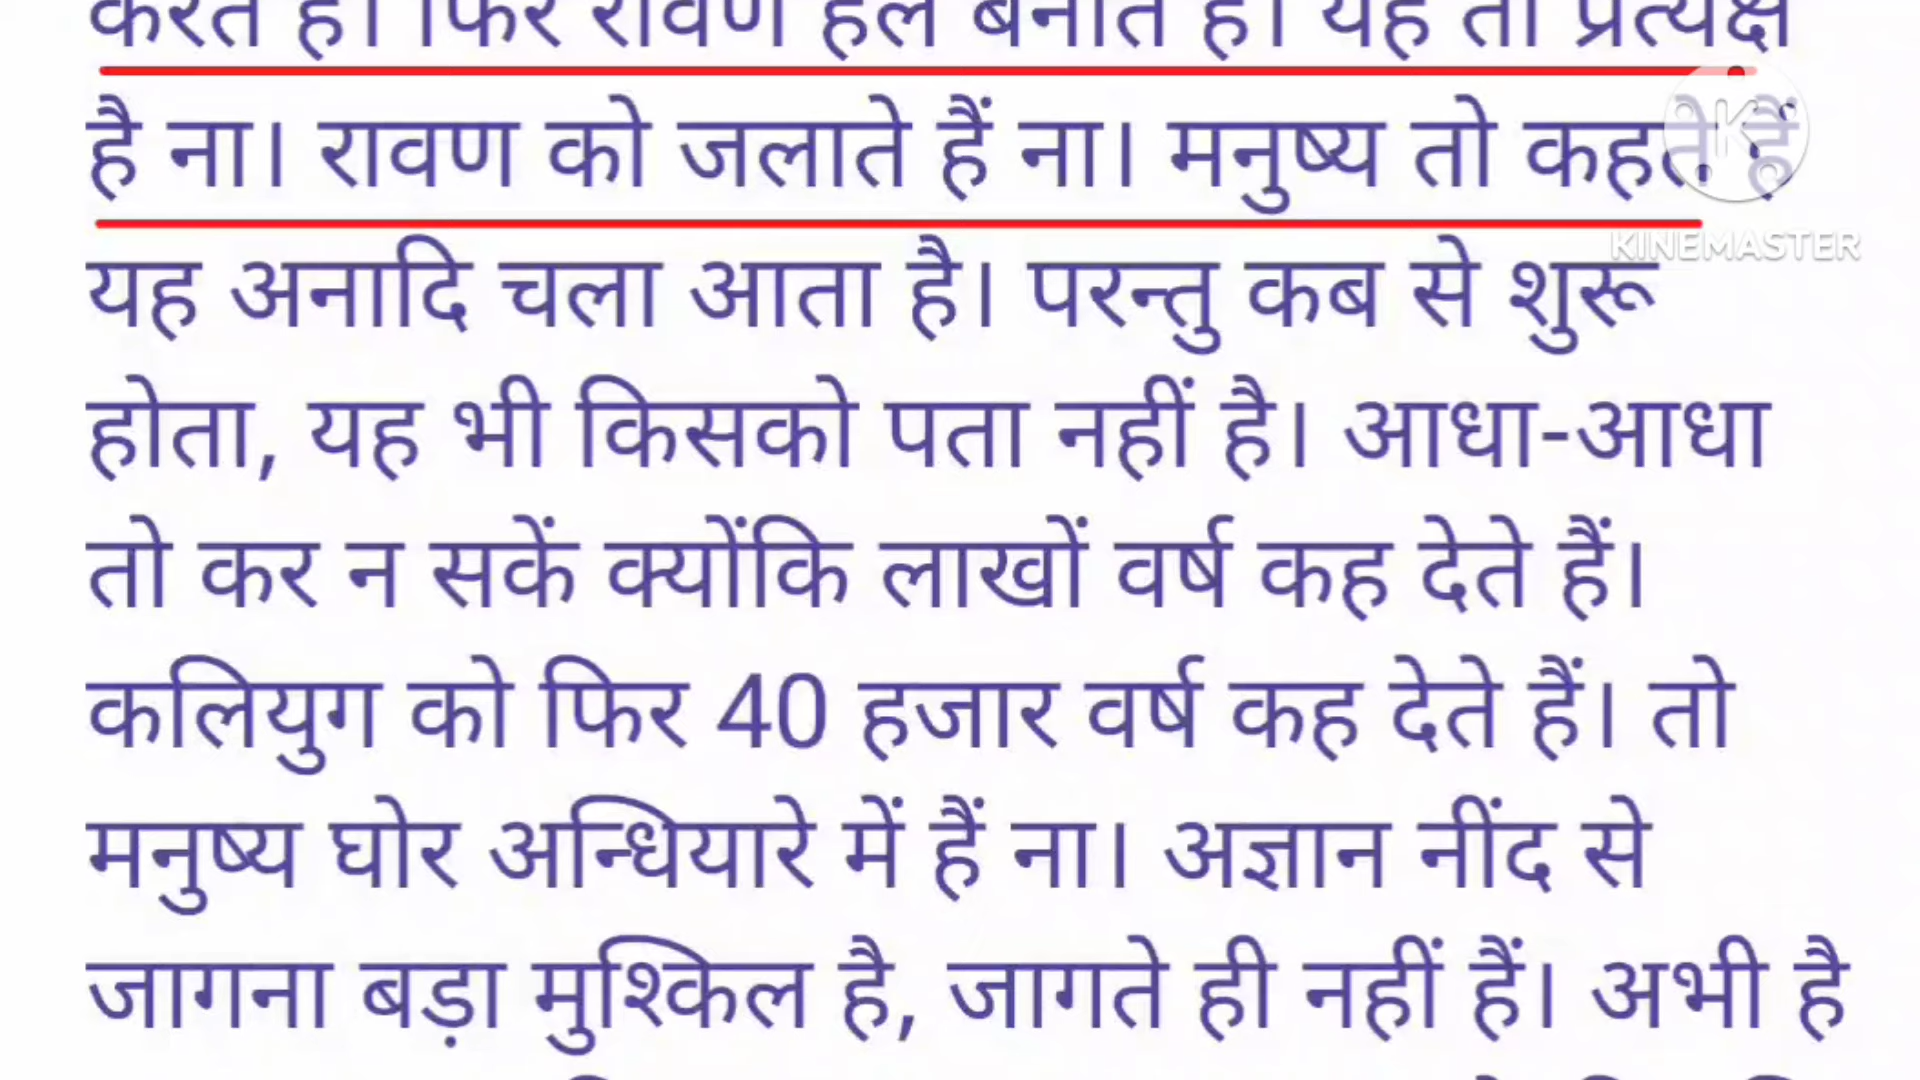 करते हैं। फिर रावण हेल बनाते हैं। यह तो प्रत्यक्ष
है ना। रावण को जलाते हैं ना। मनुष्य तो कहते हैं
KINEMASTER
यह अनादि चला आता है। परन्तु कब से शुरू
होता, यह भी किसको पता नहीं है। आधा-आधा
तो कर न सकें क्योंकि लाखों वर्ष कह देते हैं।
कलियुग को फिर 40 हजार वर्ष कह देते हैं। तो
मनुष्य घोर अन्धियारे में हैं ना। अज्ञान नींद से
जागना बड़ा मुश्किल है, जागते ही नहीं हैं। अभी है